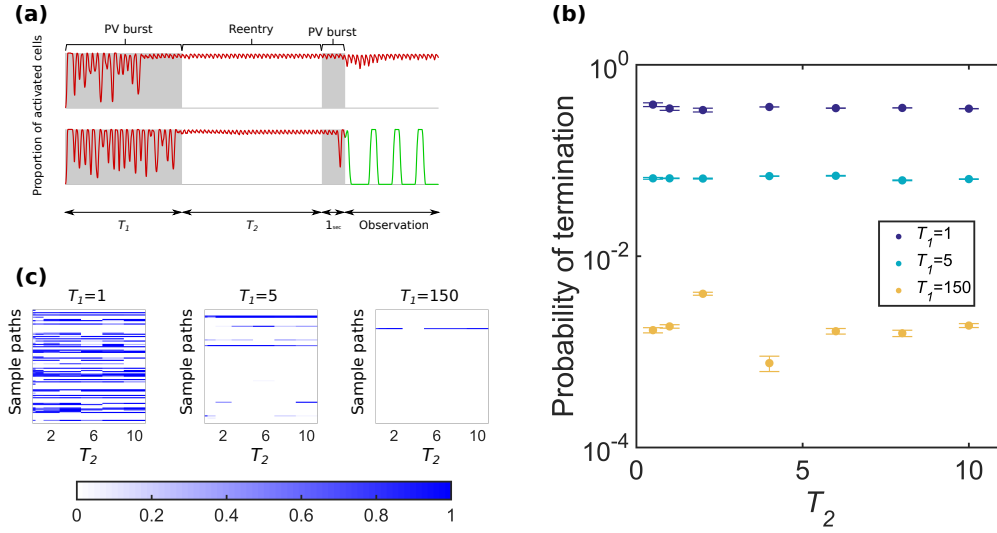 (a)
PV burst Reentry PV burst
Proportion of activated cells
T1 T2 1sec Observation
(b)
Probability of termination
10^0
10^-2
10^-4
0 5 10
T2
T1=1
T1=5
T1=150
(c)
T1=1 T1=5 T1=150
Sample paths Sample paths Sample paths
2 6 10 2 6 10 2 6 10
T2 T2 T2
0 0.2 0.4 0.6 0.8 1